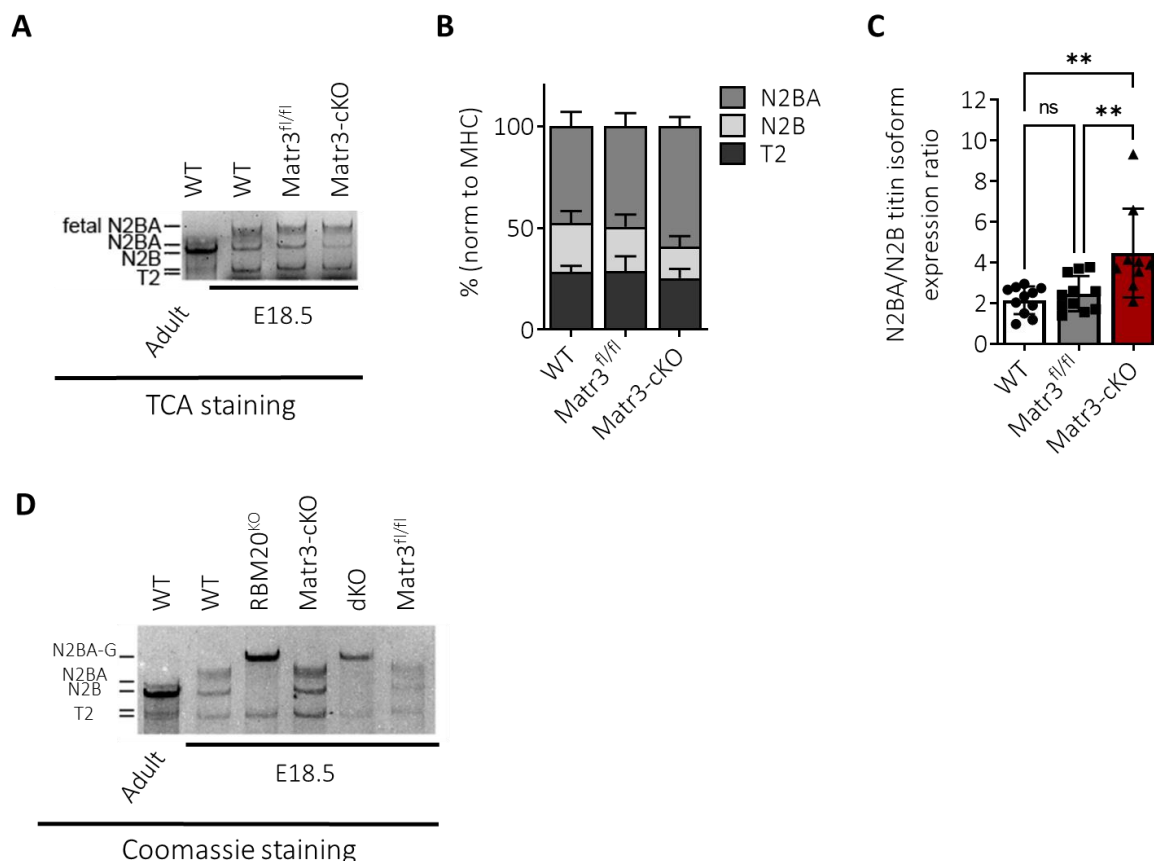 A
WT
WT
Matr3fl/fl
Matr3-cKO
fetal N2BA
N2BA
N2B
T2
Adult
E18.5
TCA staining
B
% (norm to MHC)
100
50
0
WT
Matr3fl/fl
Matr3-cKO
N2BA
N2B
T2
C
N2BA/N2B titin isoform
expression ratio
**
ns
**
12
10
8
6
4
2
0
WT
Matr3fl/fl
Matr3-cKO
D
WT
WT
RBM20KO
Matr3-cKO
dKO
Matr3fl/fl
N2BA-G
N2BA
N2B
T2
Adult
E18.5
Coomassie staining